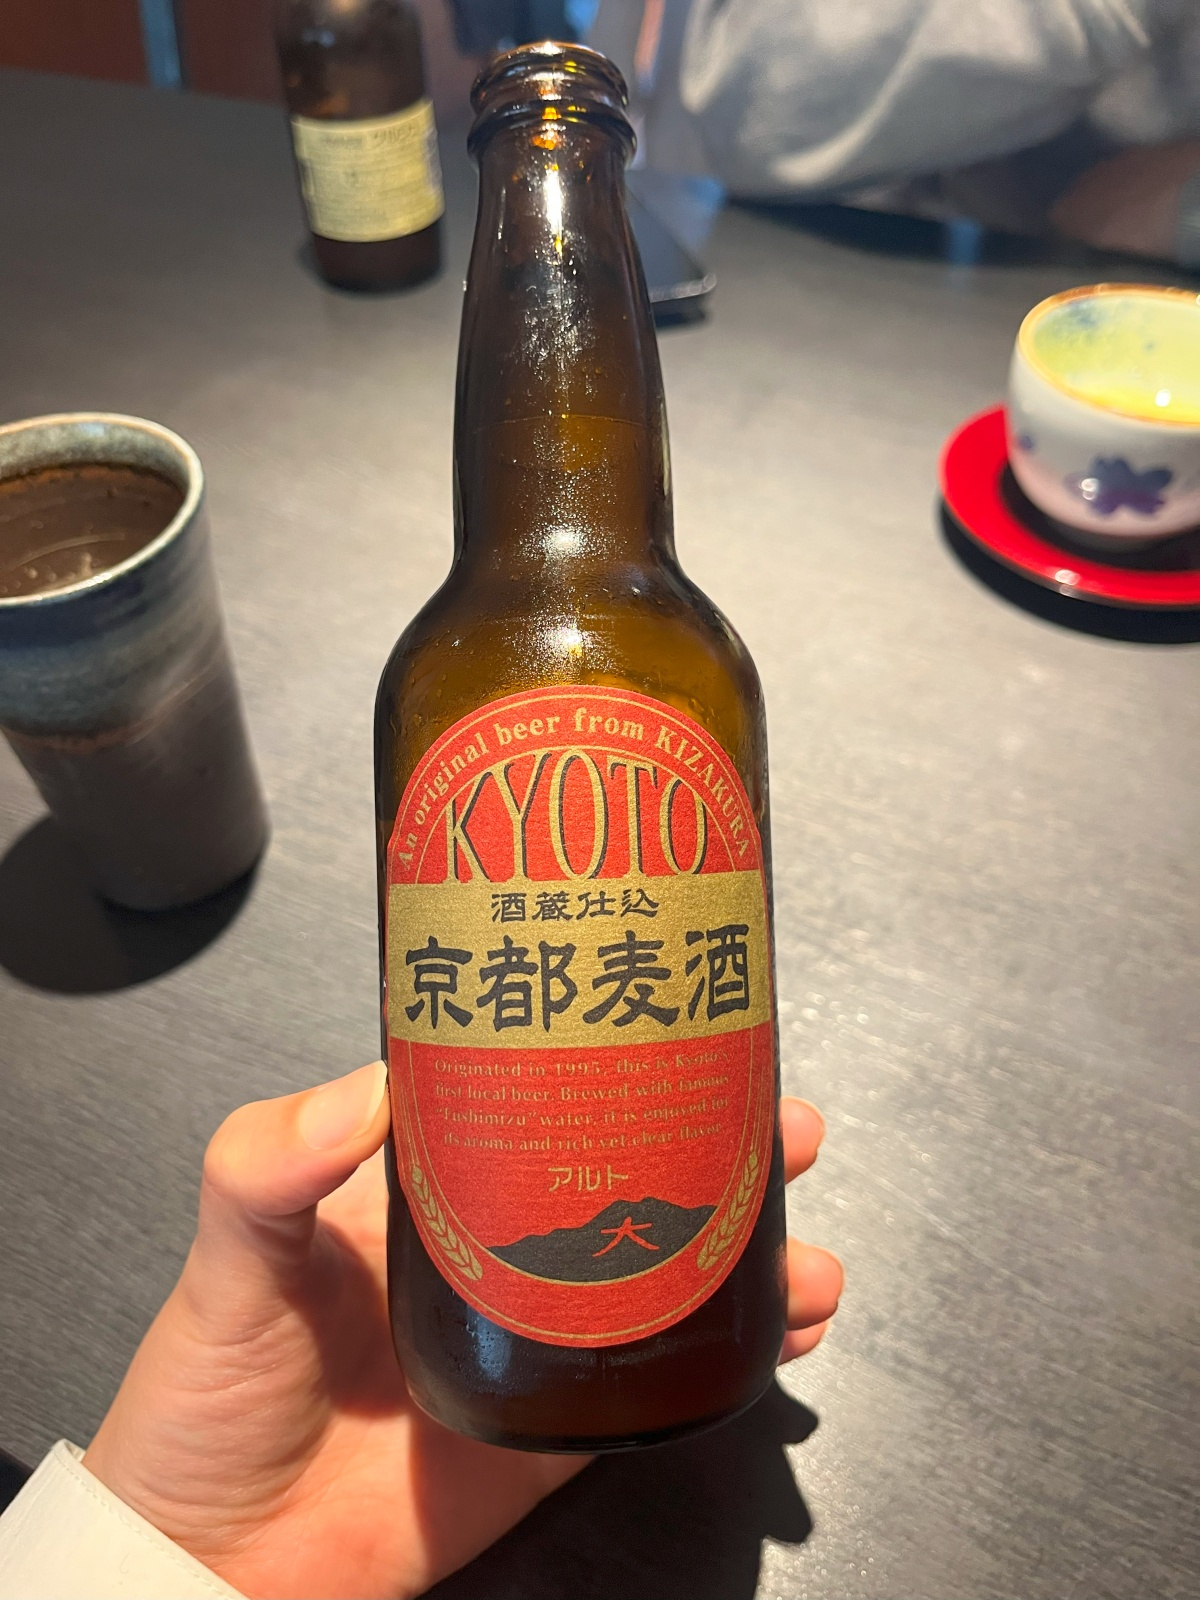 An original beer from KIZAKURA
KYOTO
酒蔵仕込
京都麦酒
Originated in 1995, this is Kyoto's
first local beer. Brewed with famous
"Fushimizu" water, it is enjoyed for
its aroma and rich yet clear flavor.
アルト
大